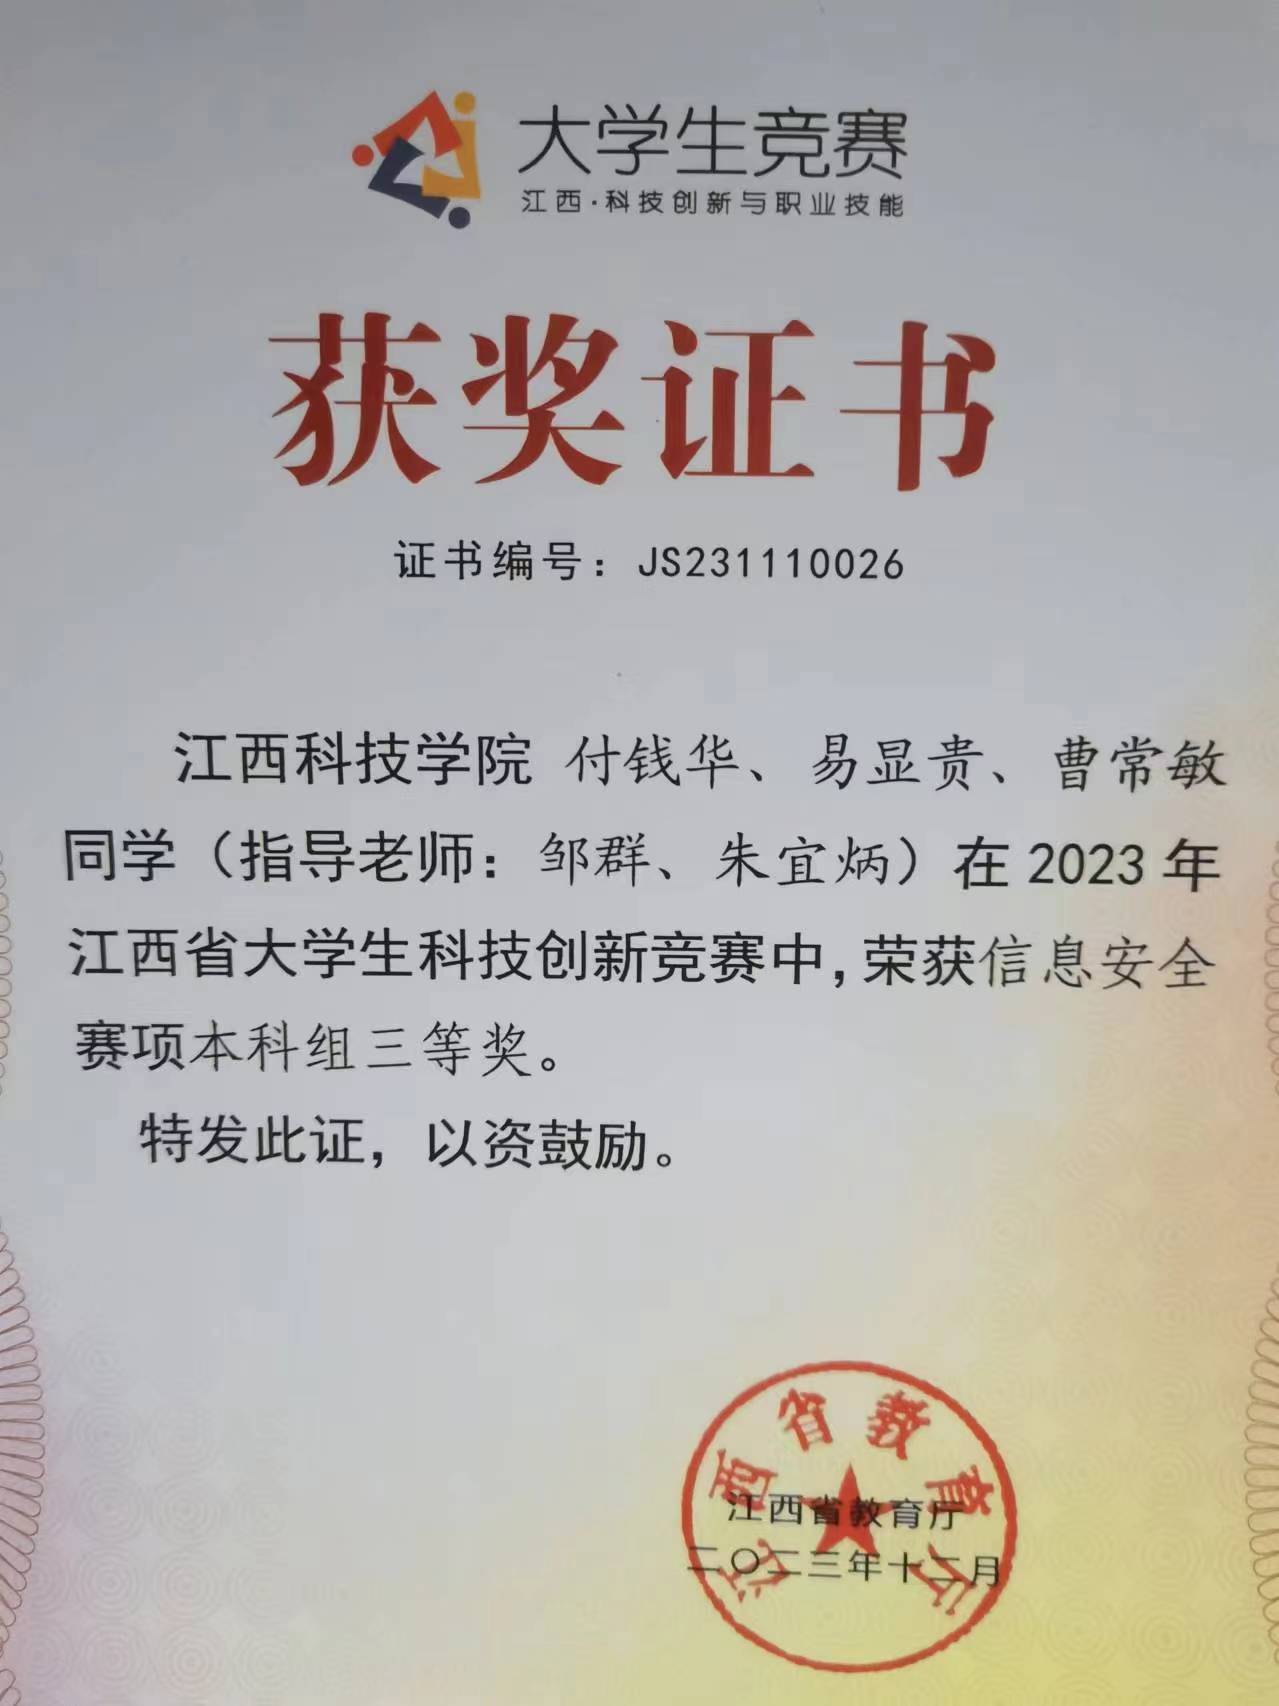 大学生竞赛
江西·科技创新与职业技能
获奖证书
证书编号：JS231110026
江西科技学院 付钱华、易显贵、曹常敏
同学（指导老师：邹群、朱宜炳）在 2023 年
江西省大学生科技创新竞赛中,荣获信息安全
赛项本科组三等奖。
特发此证，以资鼓励。
江西省教育厅
江西省教育厅
二〇二三年十二月